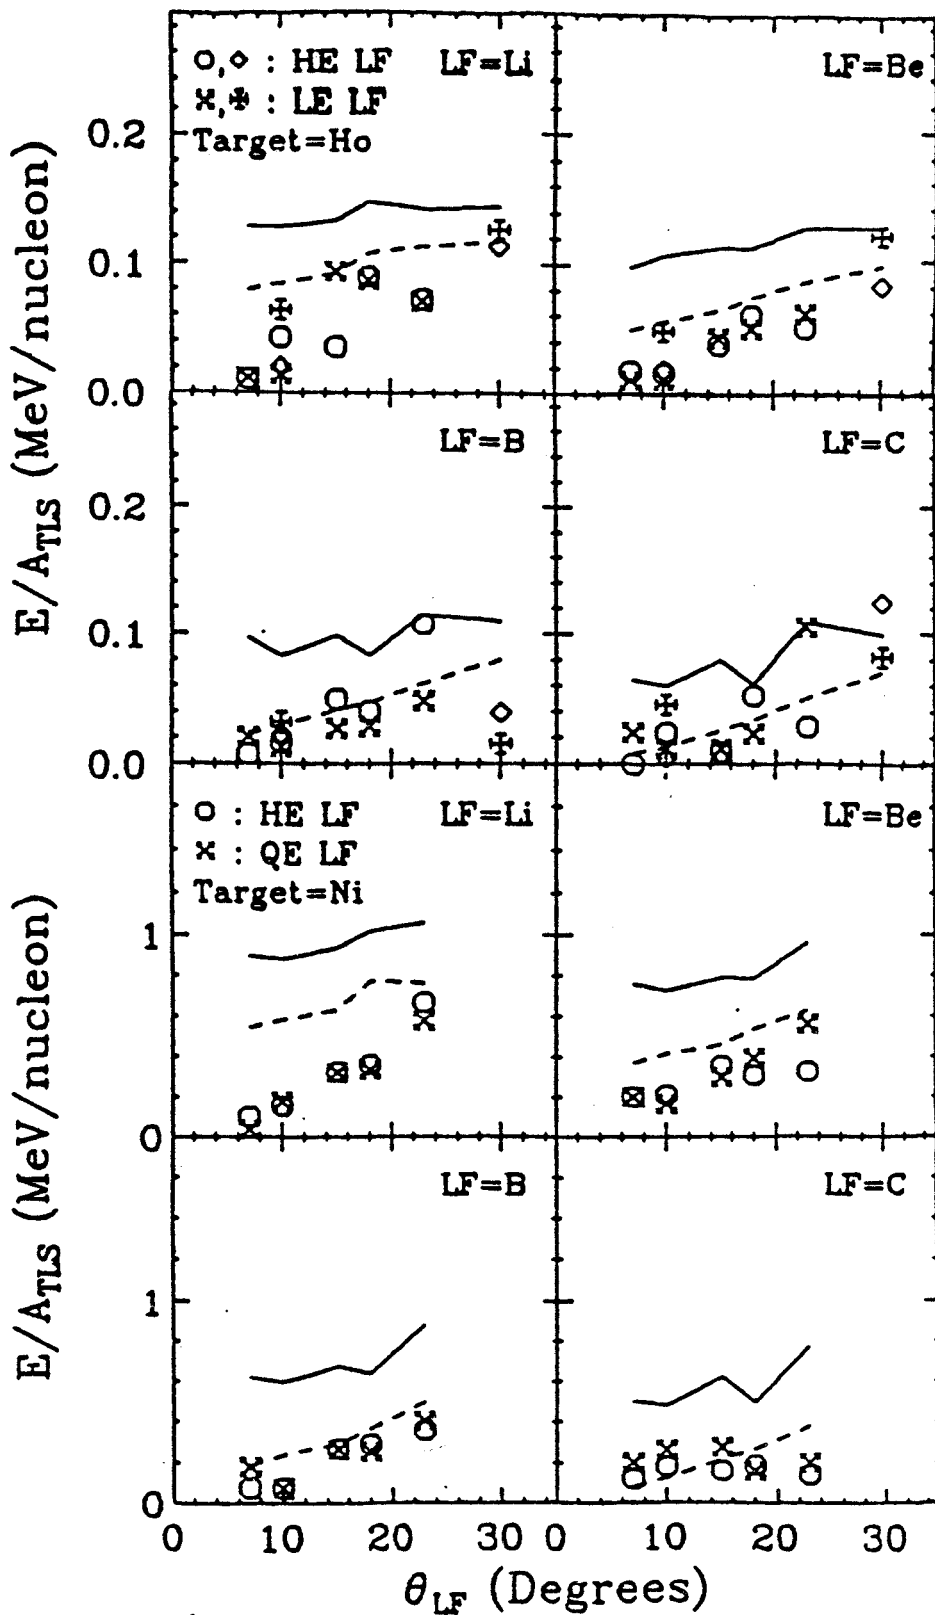 O,◇ : HE LF LF=Li
×,+ : LE LF
Target=Ho
LF=Be
0.2
0.1
0.0
E/A_TLS (MeV/nucleon)
LF=B
LF=C
0.2
0.1
0.0
O : HE LF LF=Li
× : QE LF
Target=Ni
LF=Be
1
0
E/A_TLS (MeV/nucleon)
LF=B
LF=C
1
0
0 10 20 30 0 10 20 30
θ_LF (Degrees)